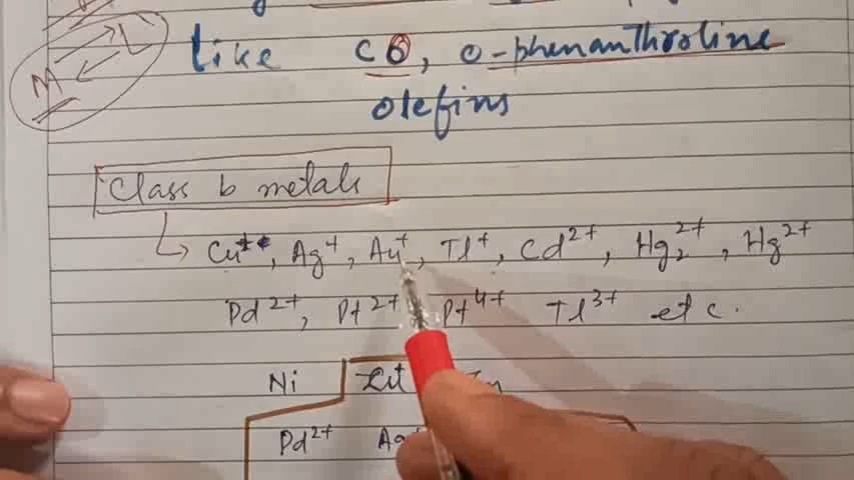 M L
like CO, o-phenanthroline
olefins
Class b metals
Cu⁺, Ag⁺, Au⁺, Tl⁺, Cd²⁺, Hg₂²⁺, Hg²⁺
Pd²⁺, Pt²⁺ Pt⁴⁺ Tl³⁺ etc.
Ni
Pd²⁺ Ag